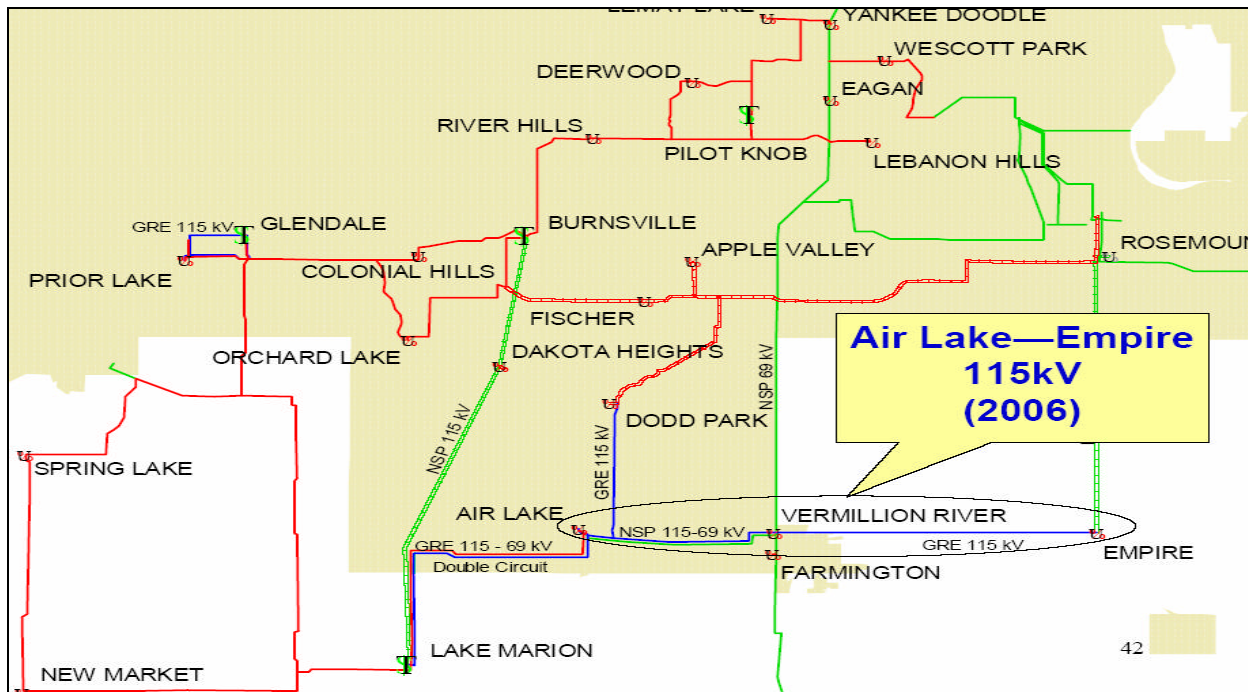 LEMAY LAKE
YANKEE DOODLE
WESCOTT PARK
DEERWOOD
EAGAN
RIVER HILLS
PILOT KNOB
LEBANON HILLS
GRE 115 kV
GLENDALE
BURNSVILLE
APPLE VALLEY
ROSEMOUN
PRIOR LAKE
COLONIAL HILLS
FISCHER
ORCHARD LAKE
DAKOTA HEIGHTS
NSP 69 kV
Air Lake—Empire
115kV
(2006)
DODD PARK
NSP 115 kV
GRE 115 kV
SPRING LAKE
AIR LAKE
NSP 115-69 kV
VERMILLION RIVER
GRE 115 kV
EMPIRE
GRE 115 - 69 kV
Double Circuit
FARMINGTON
LAKE MARION
42
NEW MARKET